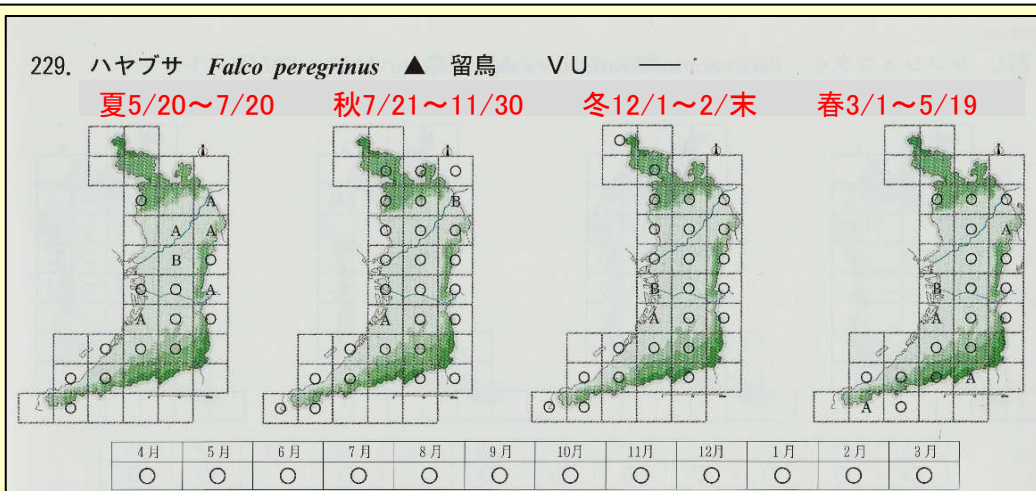 229. ハヤブサ Falco peregrinus ▲ 留鳥 VU ―
夏5/20～7/20 秋7/21～11/30 冬12/1～2/末 春3/1～5/19
A B
A A A
B
A B
A A A
A
A
4月 5月 6月 7月 8月 9月 10月 11月 12月 1月 2月 3月
○ ○ ○ ○ ○ ○ ○ ○ ○ ○ ○ ○